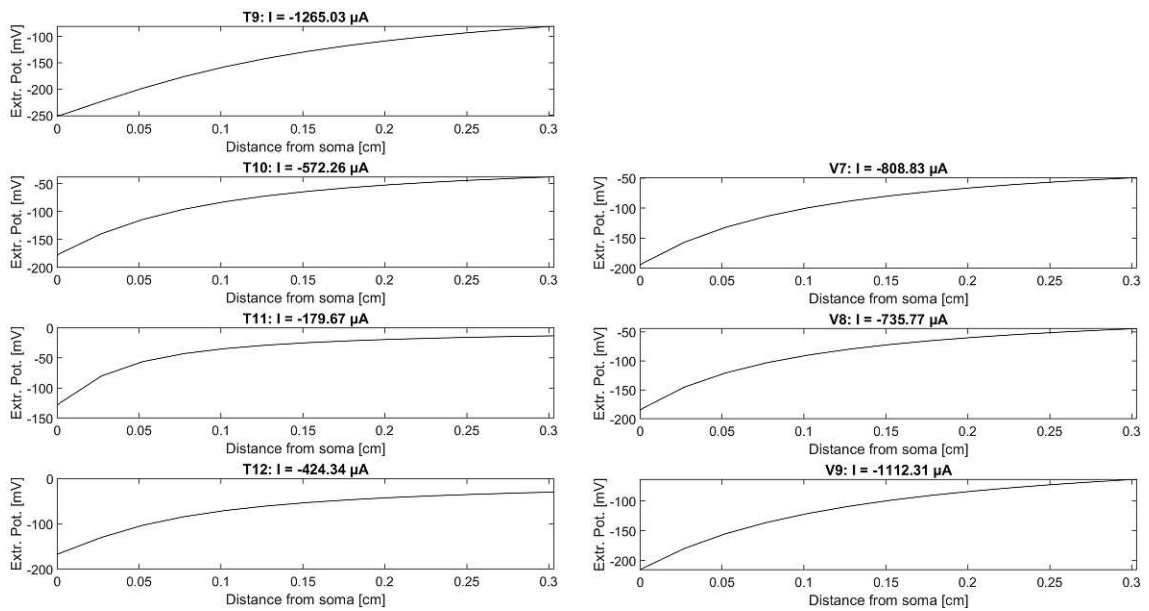 T9: I = -1265.03 µA
Extr. Pot. [mV]
-100
-150
-200
-250
0 0.05 0.1 0.15 0.2 0.25 0.3
Distance from soma [cm]
T10: I = -572.26 µA
Extr. Pot. [mV]
-50
-100
-150
-200
0 0.05 0.1 0.15 0.2 0.25 0.3
Distance from soma [cm]
V7: I = -808.83 µA
Extr. Pot. [mV]
-50
-100
-150
-200
0 0.05 0.1 0.15 0.2 0.25 0.3
Distance from soma [cm]
T11: I = -179.67 µA
Extr. Pot. [mV]
0
-50
-100
-150
0 0.05 0.1 0.15 0.2 0.25 0.3
Distance from soma [cm]
V8: I = -735.77 µA
Extr. Pot. [mV]
-50
-100
-150
-200
0 0.05 0.1 0.15 0.2 0.25 0.3
Distance from soma [cm]
T12: I = -424.34 µA
Extr. Pot. [mV]
0
-100
-200
0 0.05 0.1 0.15 0.2 0.25 0.3
Distance from soma [cm]
V9: I = -1112.31 µA
Extr. Pot. [mV]
-100
-150
-200
0 0.05 0.1 0.15 0.2 0.25 0.3
Distance from soma [cm]